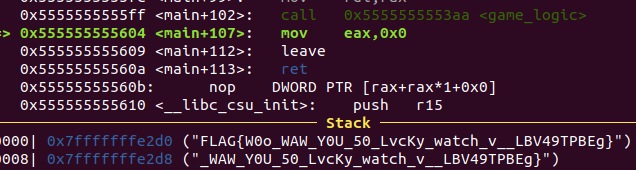 0x5555555555ff <main+102>: call 0x5555555553aa <game_logic>
=> 0x555555555604 <main+107>: mov eax,0x0
0x555555555609 <main+112>: leave
0x55555555560a <main+113>: ret
0x55555555560b: nop DWORD PTR [rax+rax*1+0x0]
0x555555555610 <__libc_csu_init>: push r15
Stack
0000| 0x7fffffffe2d0 ("FLAG{W0o_WAW_Y0U_50_LvcKy_watch_v__LBV49TPBEg}")
0008| 0x7fffffffe2d8 ("_WAW_Y0U_50_LvcKy_watch_v__LBV49TPBEg}")